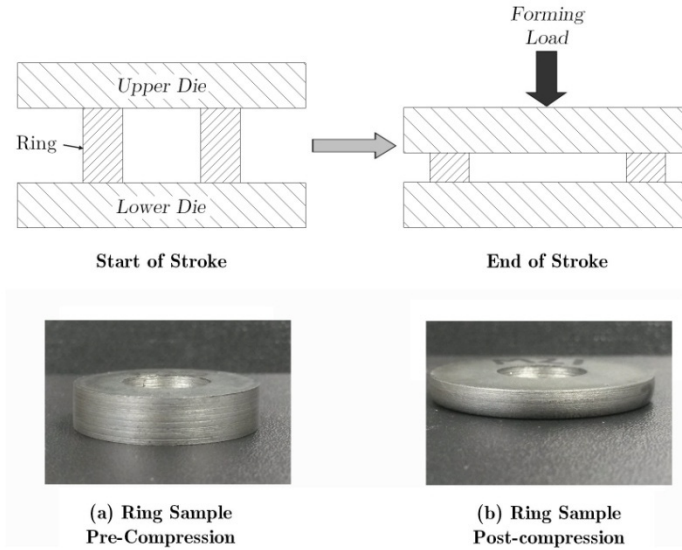 Forming
Load
Upper Die
Ring
Lower Die
Start of Stroke
End of Stroke
(a) Ring Sample
Pre-Compression
(b) Ring Sample
Post-compression